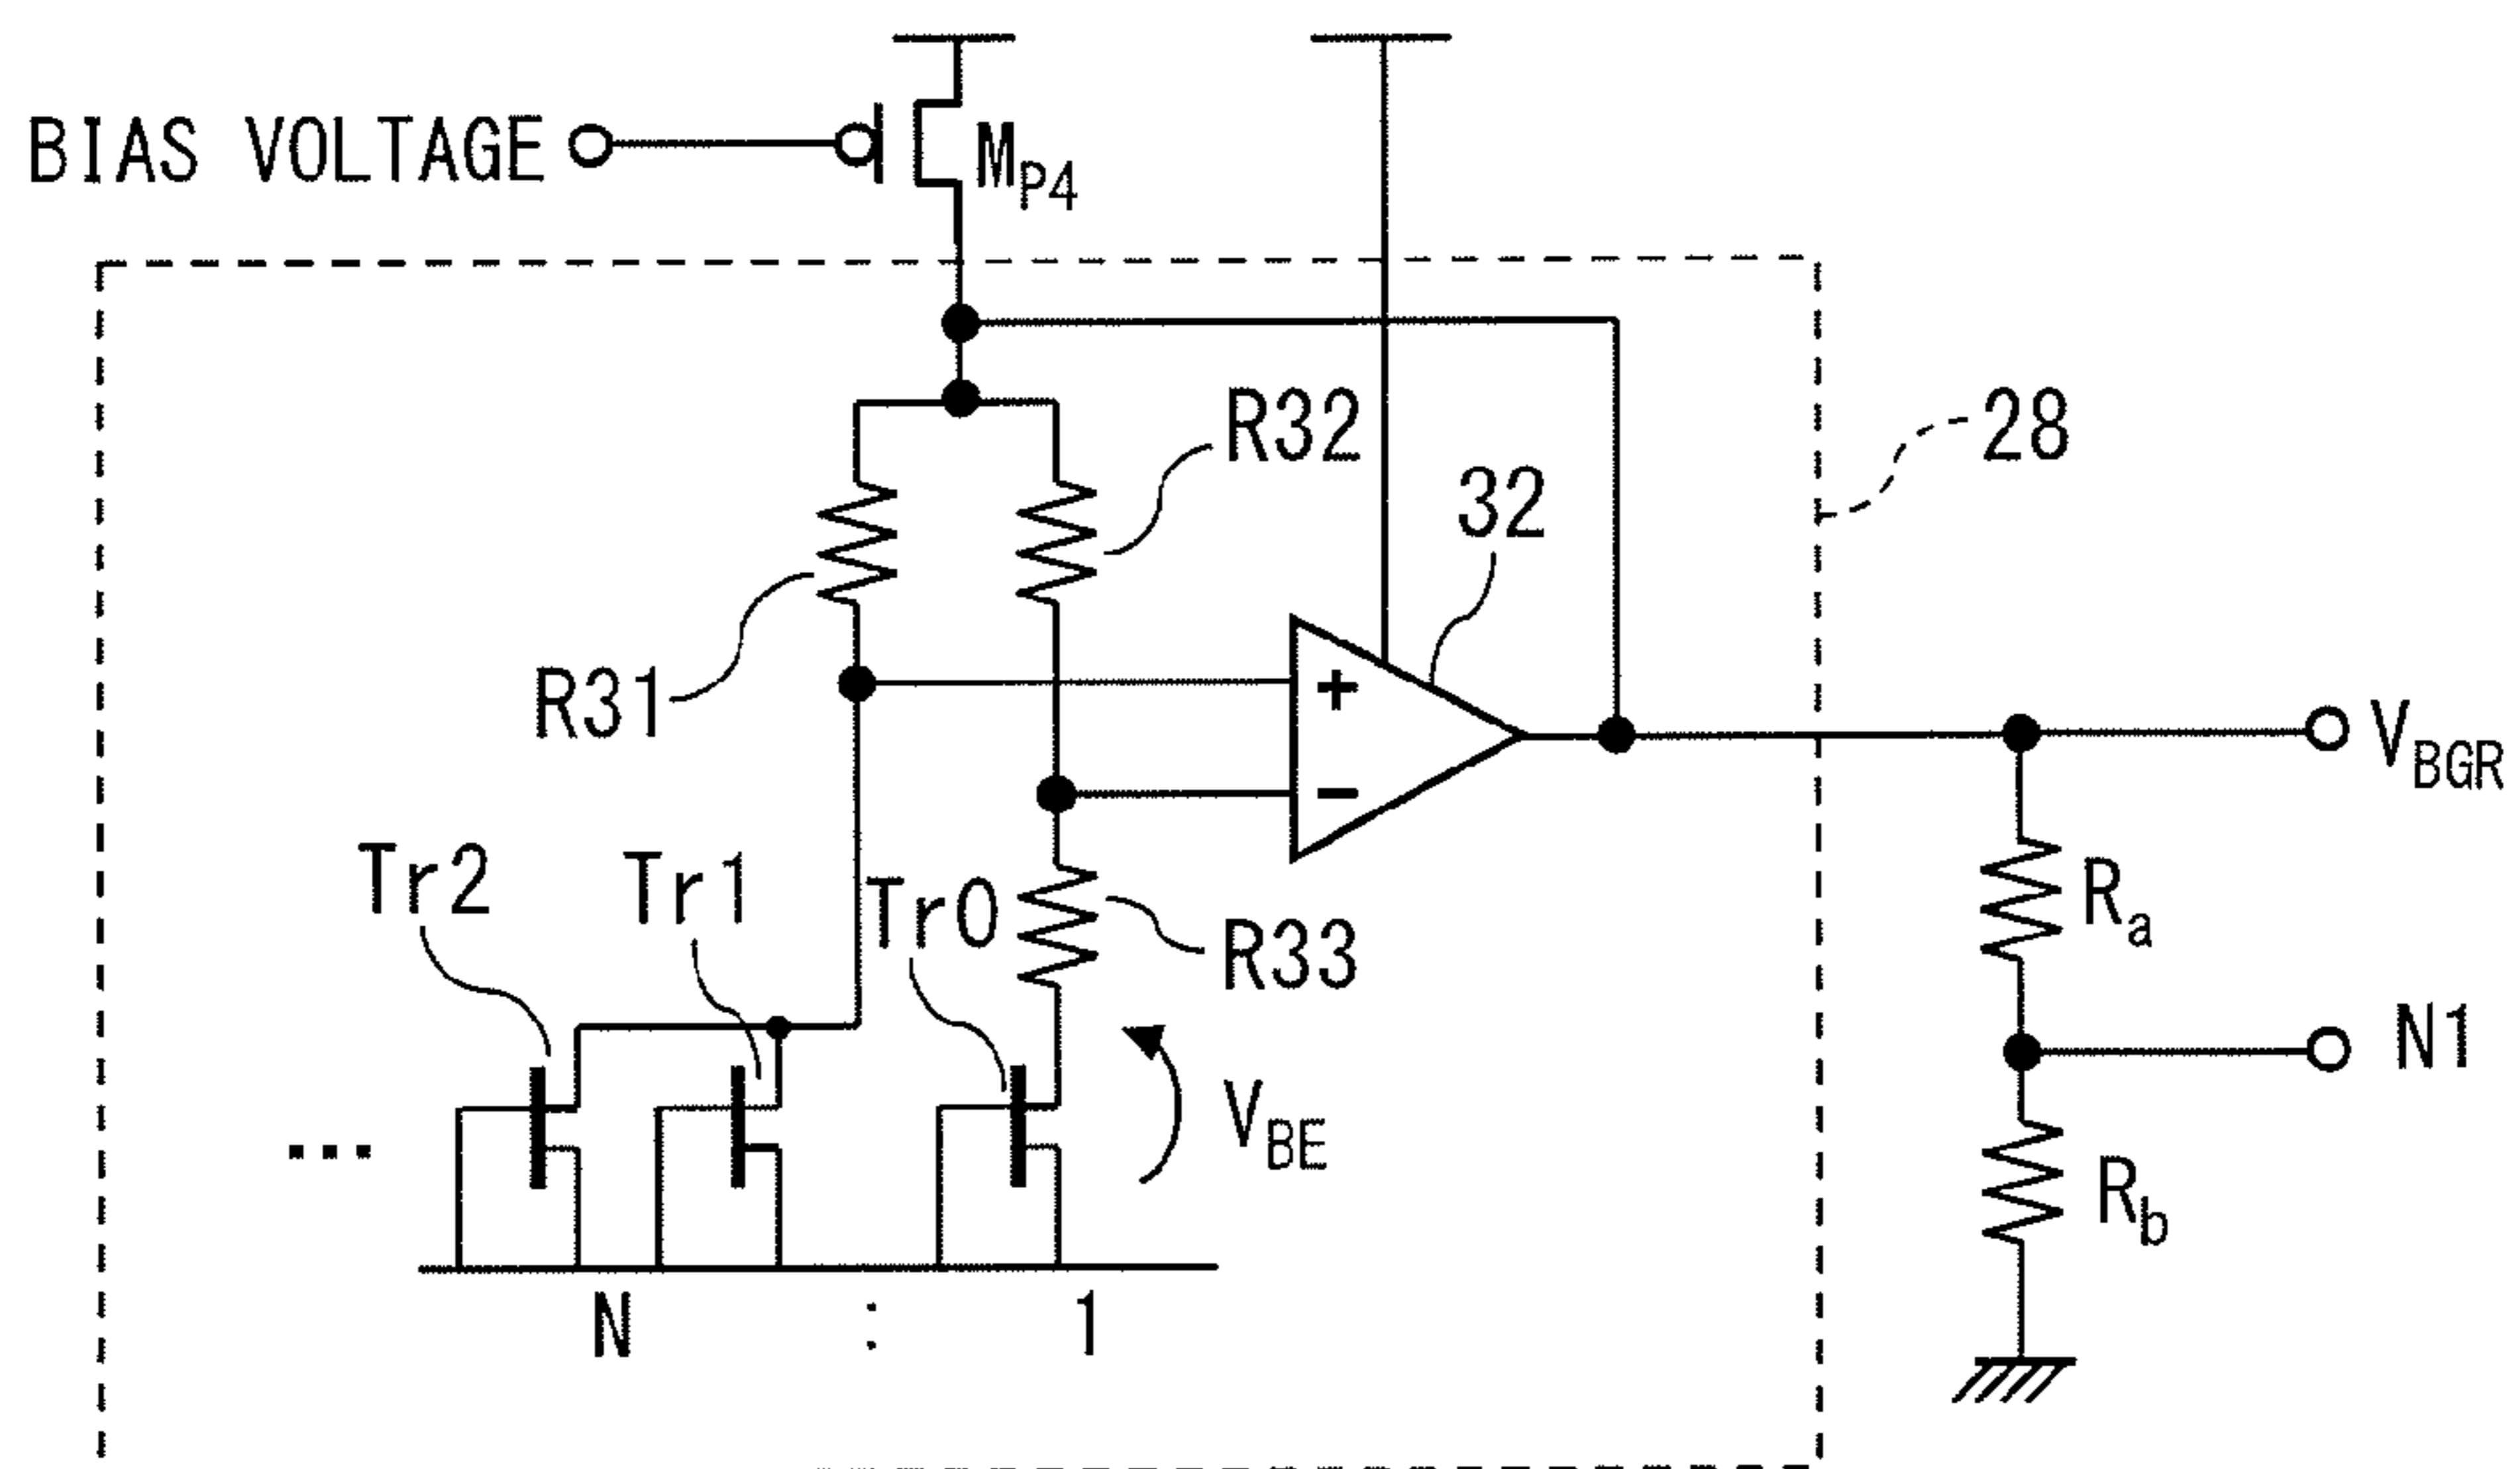 BIAS VOLTAGE
MP4
R32
28
32
R31
VBGR
Tr2
Tr1
Tr0
Ra
R33
N1
VBE
Rb
...
+
−
N : 1